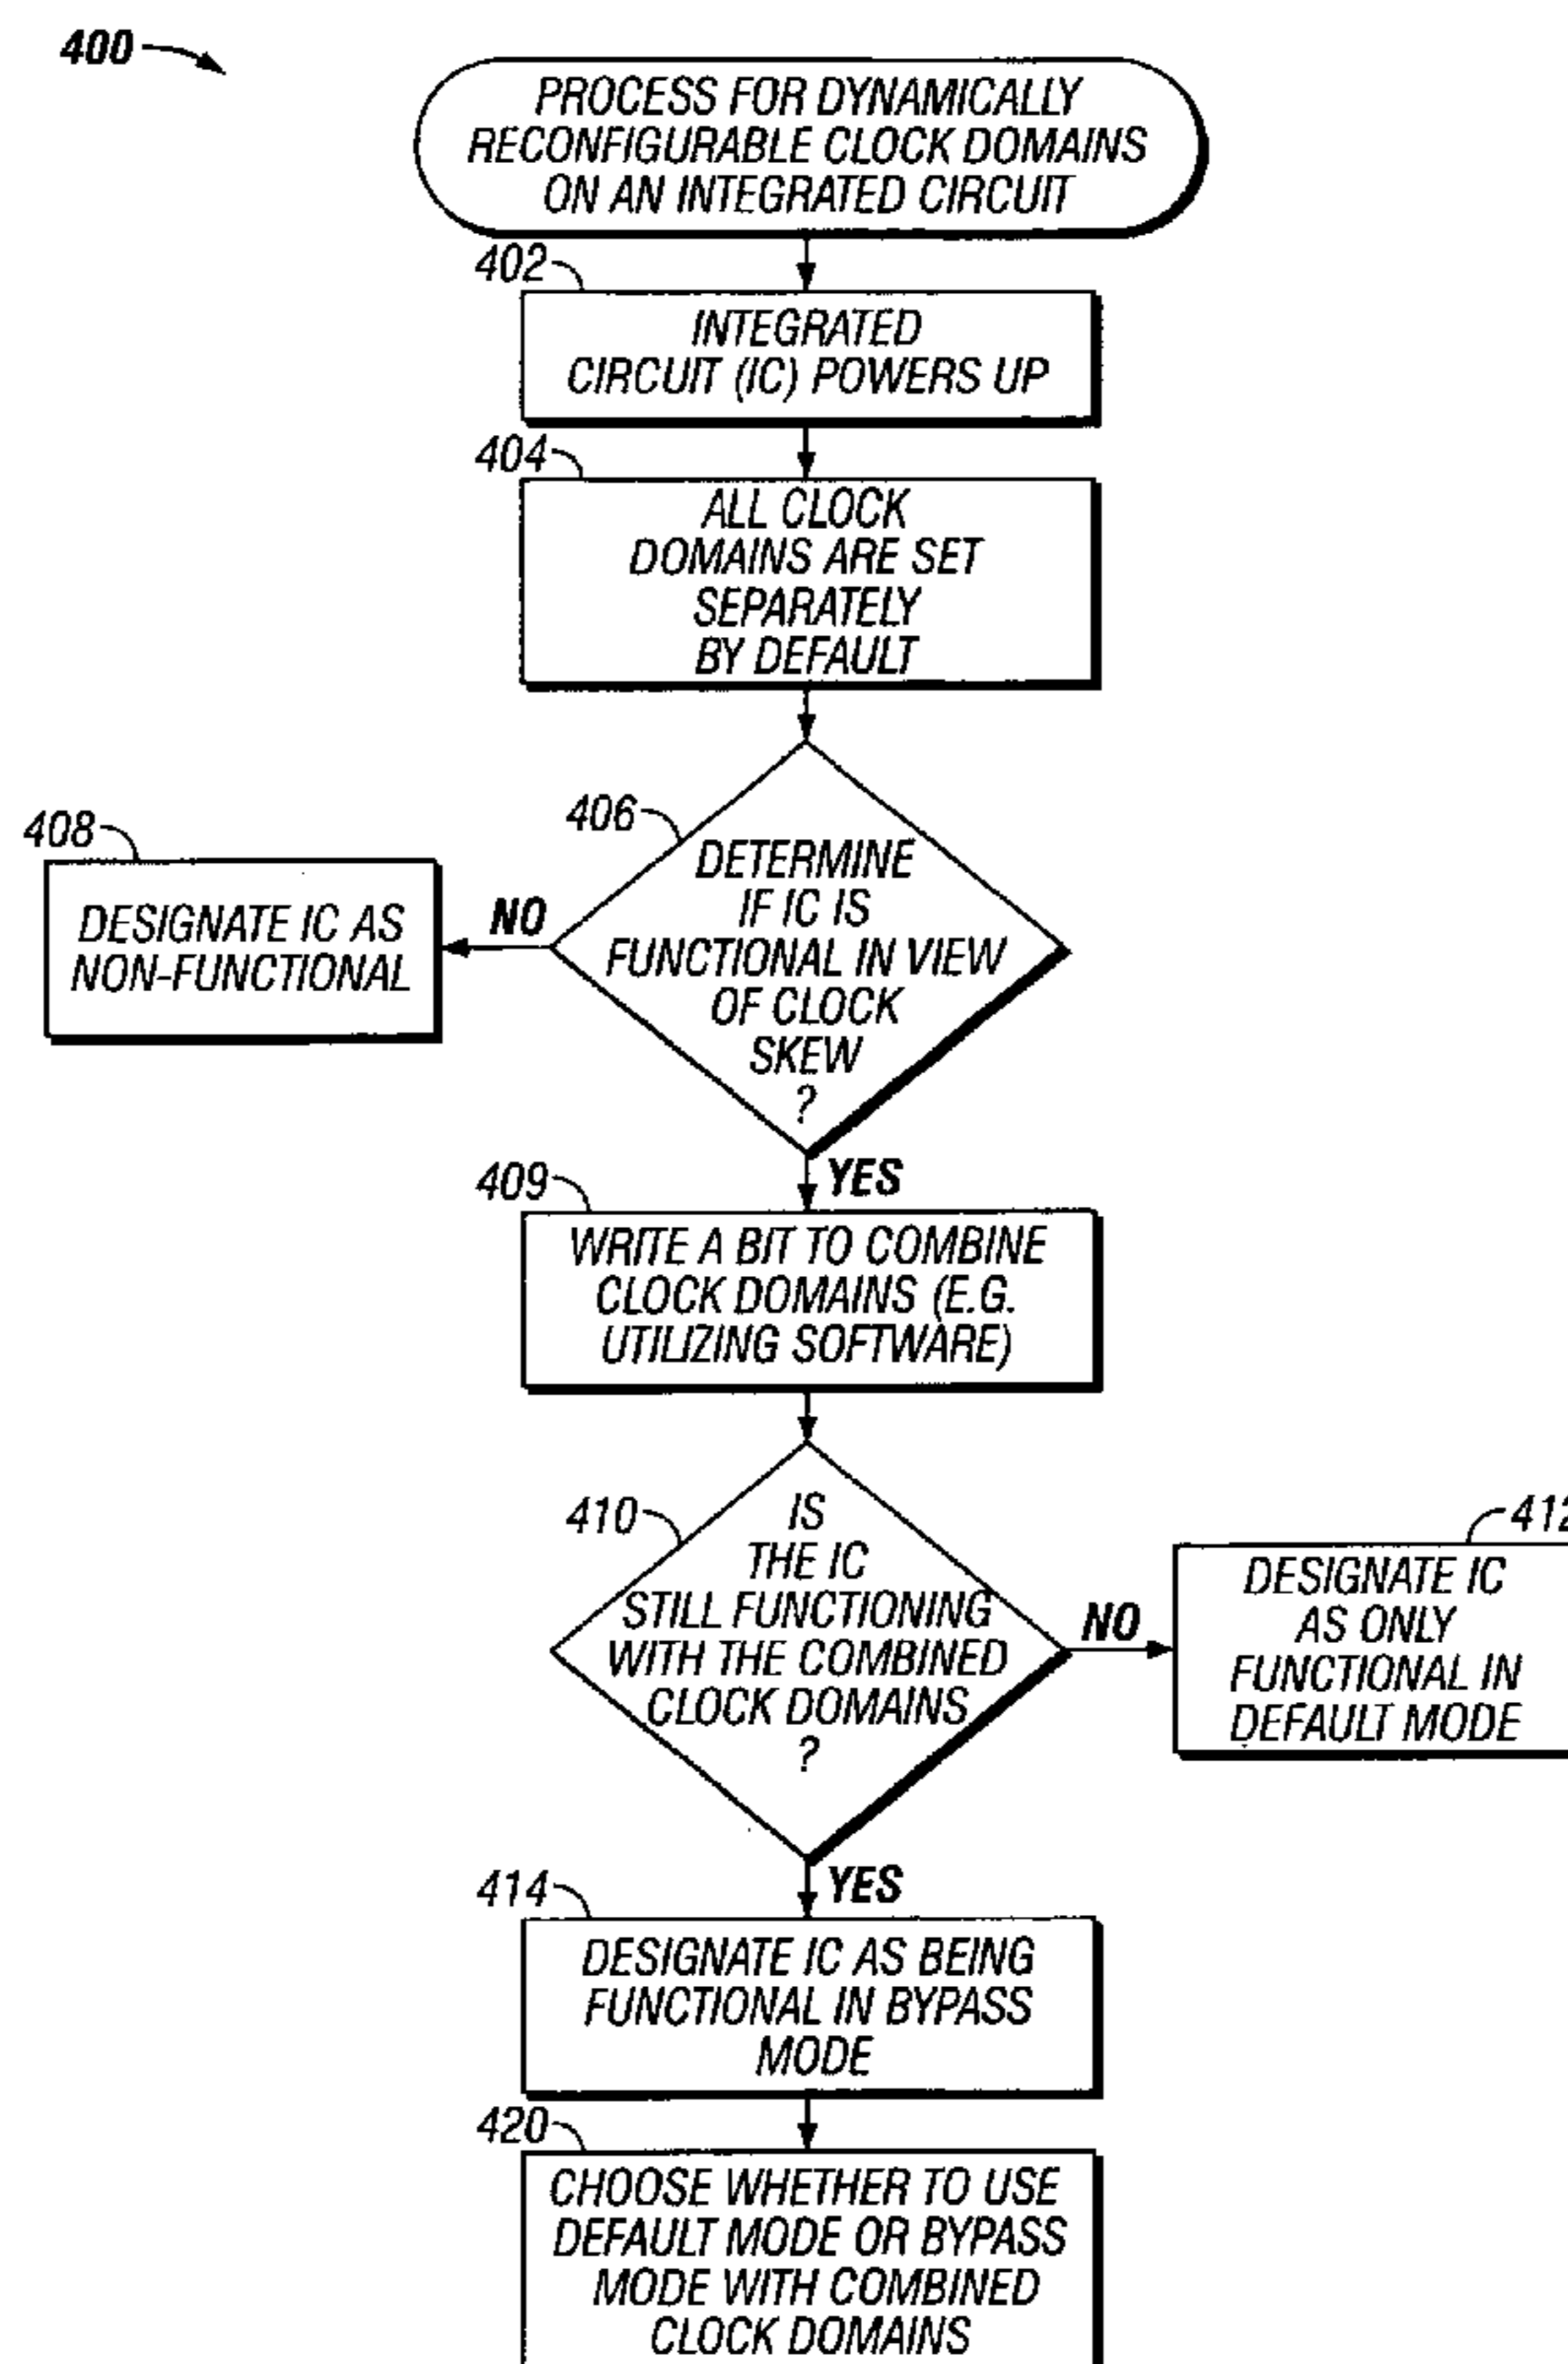 400
PROCESS FOR DYNAMICALLY
RECONFIGURABLE CLOCK DOMAINS
ON AN INTEGRATED CIRCUIT
402
INTEGRATED
CIRCUIT (IC) POWERS UP
404
ALL CLOCK
DOMAINS ARE SET
SEPARATELY
BY DEFAULT
406
DETERMINE
IF IC IS
FUNCTIONAL IN VIEW
OF CLOCK
SKEW
?
NO
408
DESIGNATE IC AS
NON-FUNCTIONAL
YES
409
WRITE A BIT TO COMBINE
CLOCK DOMAINS (E.G.
UTILIZING SOFTWARE)
410
IS
THE IC
STILL FUNCTIONING
WITH THE COMBINED
CLOCK DOMAINS
?
NO
412
DESIGNATE IC
AS ONLY
FUNCTIONAL IN
DEFAULT MODE
YES
414
DESIGNATE IC AS BEING
FUNCTIONAL IN BYPASS
MODE
420
CHOOSE WHETHER TO USE
DEFAULT MODE OR BYPASS
MODE WITH COMBINED
CLOCK DOMAINS